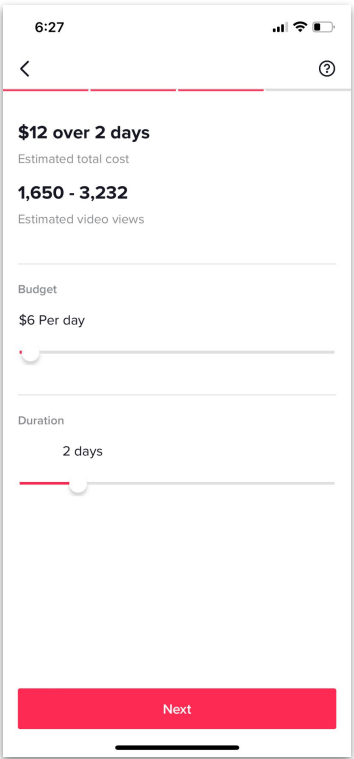 6:27
$12 over 2 days
Estimated total cost
1,650 - 3,232
Estimated video views
Budget
$6 Per day
Duration
2 days
Next